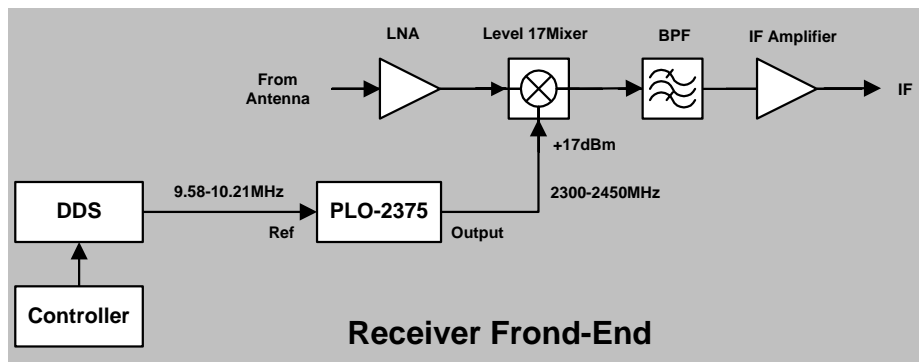 LNA
Level 17Mixer
BPF
IF Amplifier
From
Antenna
IF
+17dBm
9.58-10.21MHz
2300-2450MHz
DDS
PLO-2375
Ref
Output
Controller
Receiver Frond-End